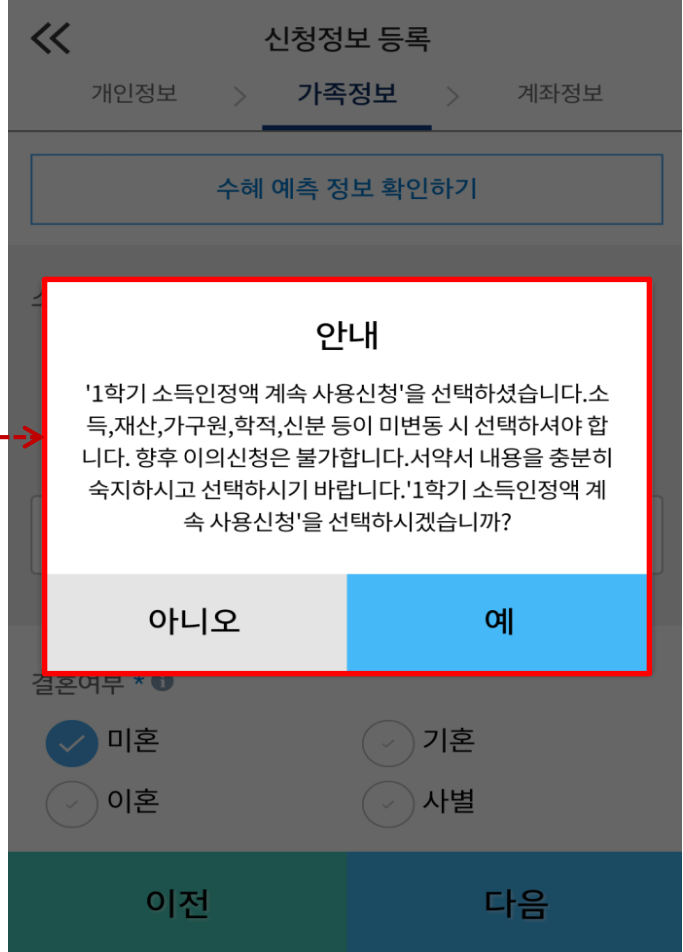 신청정보 등록
개인정보 > 가족정보 > 계좌정보
수혜 예측 정보 확인하기
안내
'1학기 소득인정액 계속 사용신청'을 선택하셨습니다.소
득,재산,가구원,학적,신분 등이 미변동 시 선택하셔야 합
니다. 향후 이의신청은 불가합니다.서약서 내용을 충분히
숙지하시고 선택하시기 바랍니다.'1학기 소득인정액 계
속 사용신청'을 선택하시겠습니까?
아니오 예
결혼여부 *
미혼 기혼
이혼 사별
이전 다음